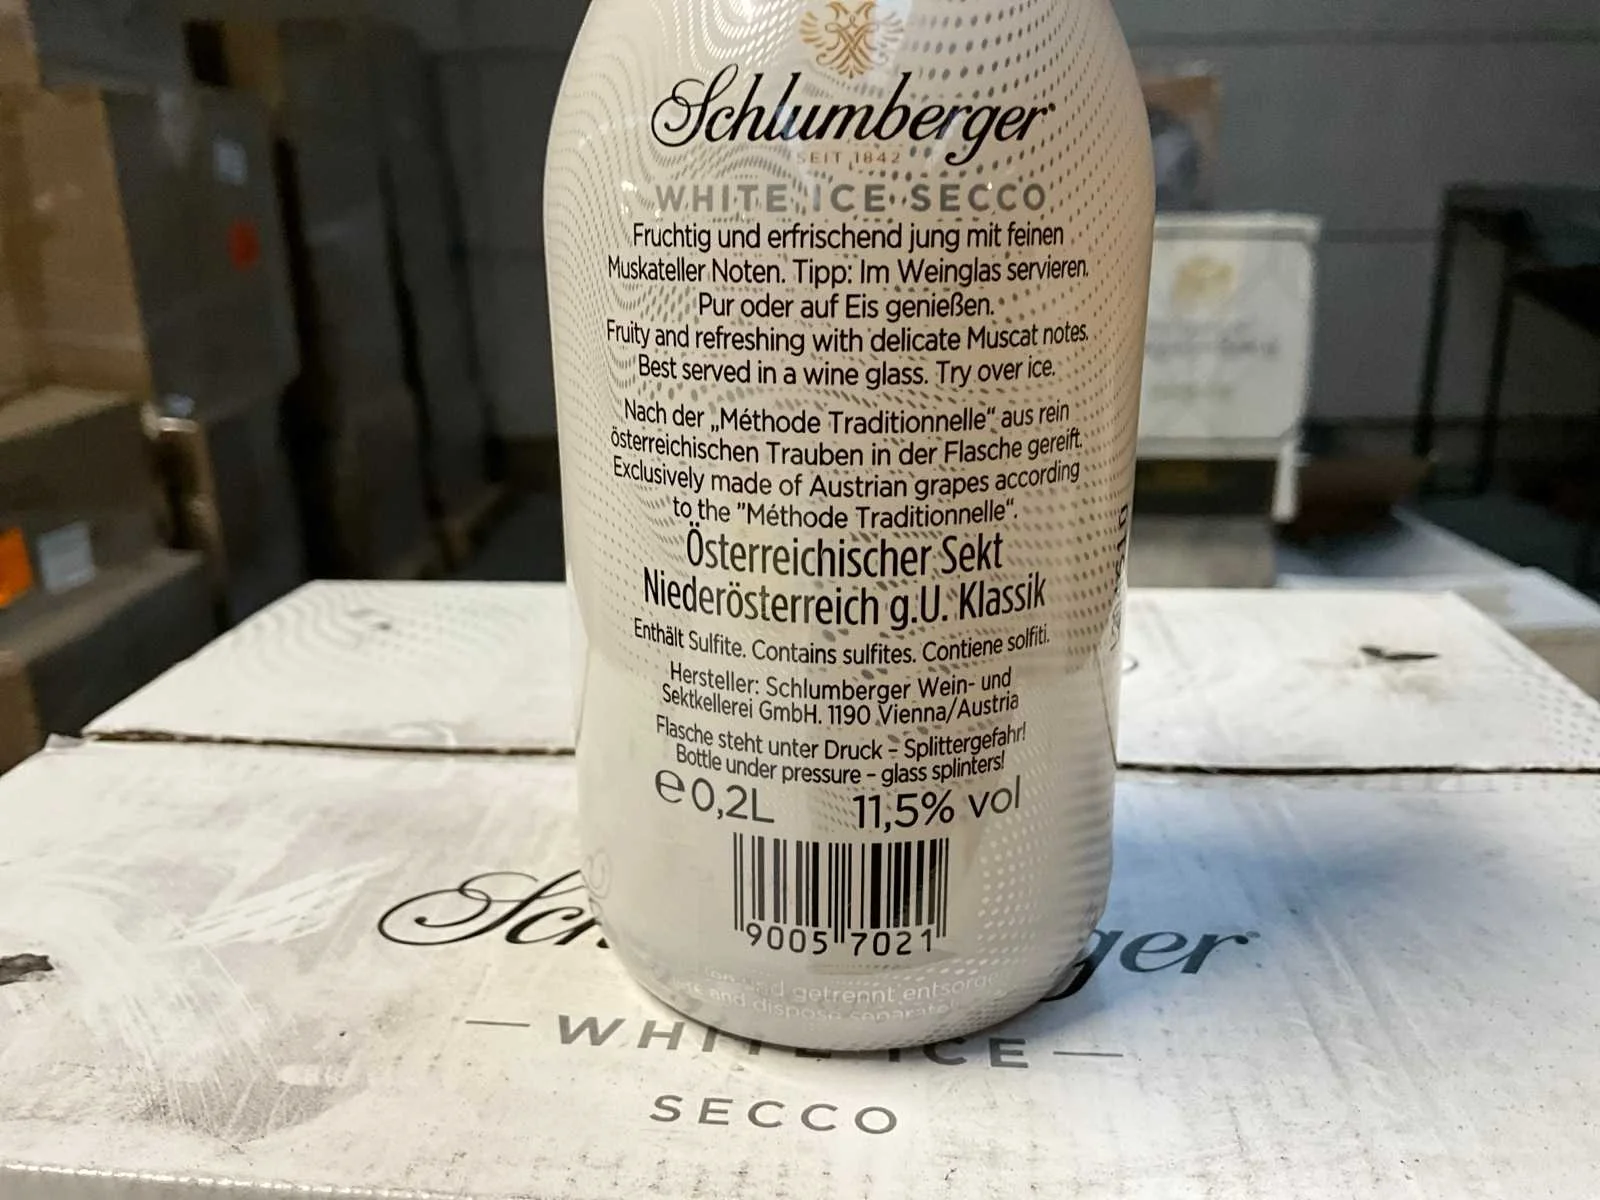 Schlumberger
SEIT 1842
WHITE ICE SECCO
Fruchtig und erfrischend jung mit feinen
Muskateller Noten. Tipp: Im Weinglas servieren.
Pur oder auf Eis genießen.
Fruity and refreshing with delicate Muscat notes.
Best served in a wine glass. Try over ice.
Nach der „Méthode Traditionnelle“ aus rein
österreichischen Trauben in der Flasche gereift.
Exclusively made of Austrian grapes according
to the "Méthode Traditionnelle“.
Österreichischer Sekt
Niederösterreich g.U. Klassik
Enthält Sulfite. Contains sulfites. Contiene solfiti.
Hersteller: Schlumberger Wein- und
Sektkellerei GmbH. 1190 Vienna/Austria
Flasche steht unter Druck – Splittergefahr!
Bottle under pressure – glass splinters!
℮ 0,2L 11,5% vol
9005 7021
getrennt
and dispose
WHITE ICE
SECCO